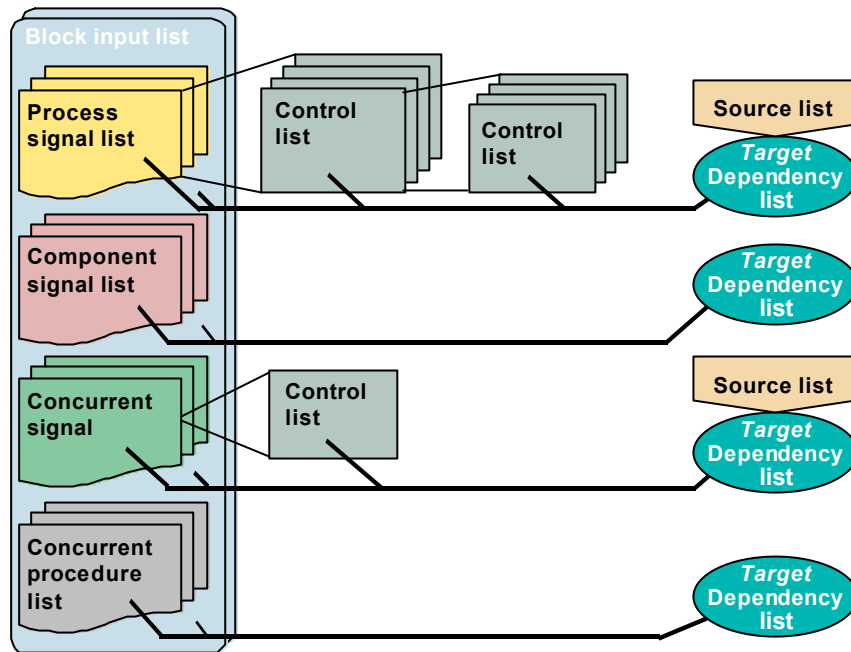 Block input list
Process
signal list
Control
list
Control
list
Source list
Target
Dependency
list
Component
signal list
Target
Dependency
list
Concurrent
signal
Control
list
Source list
Target
Dependency
list
Concurrent
procedure
list
Target
Dependency
list